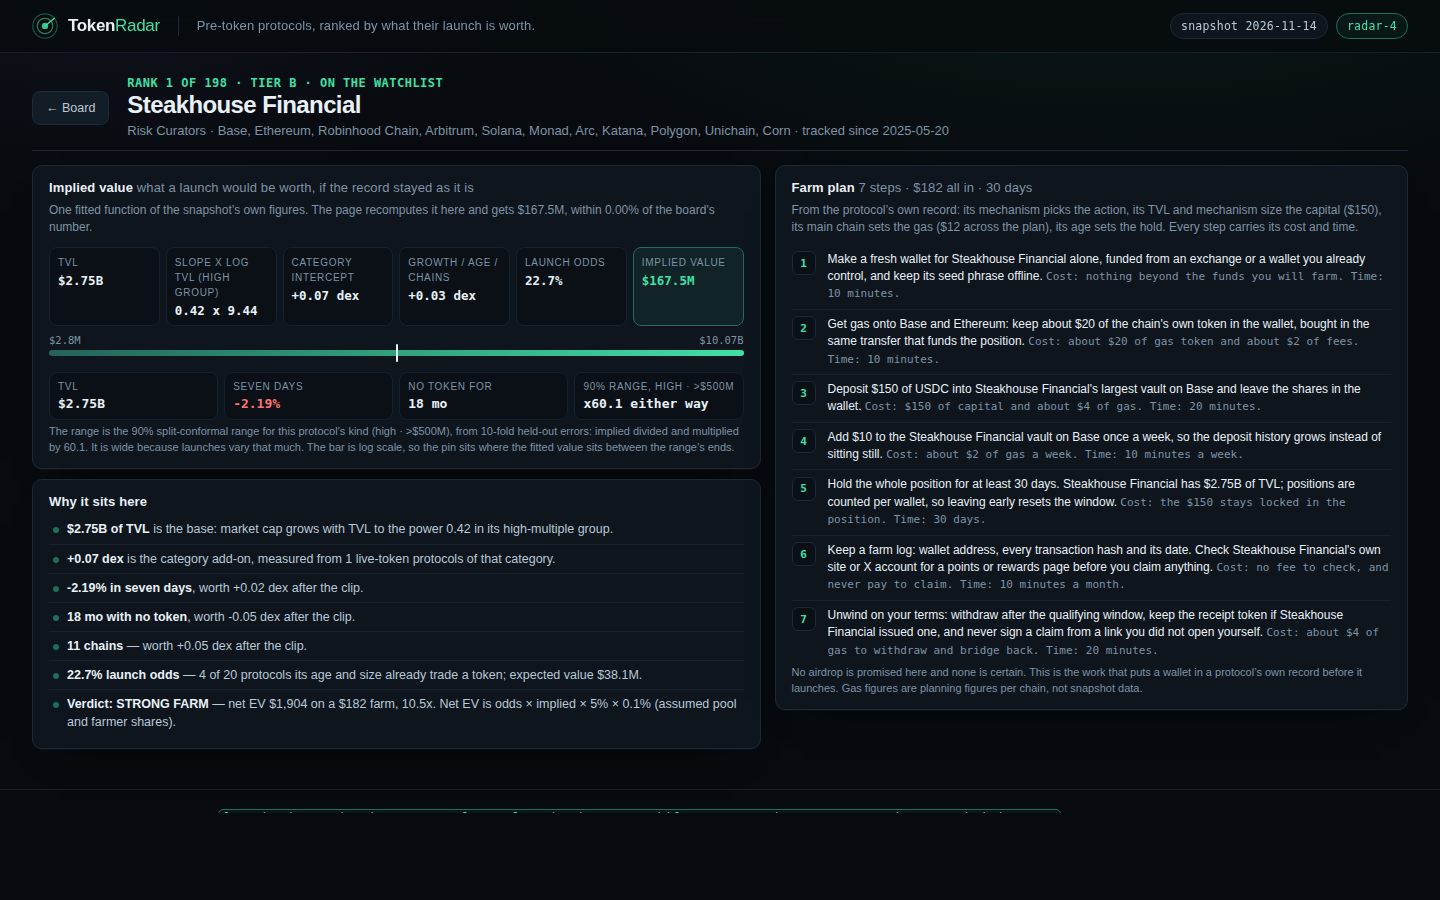 TokenRadar
Pre-token protocols, ranked by what their launch is worth.
snapshot 2026-11-14
radar-4
← Board
RANK 1 OF 198 · TIER B · ON THE WATCHLIST
Steakhouse Financial
Risk Curators · Base, Ethereum, Robinhood Chain, Arbitrum, Solana, Monad, Arc, Katana, Polygon, Unichain, Corn · tracked since 2025-05-20
Implied value what a launch would be worth, if the record stayed as it is
One fitted function of the snapshot's own figures. The page recomputes it here and gets $167.5M, within 0.00% of the board's
number.
TVL
$2.75B
SLOPE X LOG
TVL (HIGH
GROUP)
0.42 x 9.44
CATEGORY
INTERCEPT
+0.07 dex
GROWTH / AGE /
CHAINS
+0.03 dex
LAUNCH ODDS
22.7%
IMPLIED VALUE
$167.5M
$2.8M
$10.07B
TVL
$2.75B
SEVEN DAYS
-2.19%
NO TOKEN FOR
18 mo
90% RANGE, HIGH · >$500M
x60.1 either way
The range is the 90% split-conformal range for this protocol's kind (high · >$500M), from 10-fold held-out errors: implied divided and multiplied
by 60.1. It is wide because launches vary that much. The bar is log scale, so the pin sits where the fitted value sits between the range's ends.
Why it sits here
$2.75B of TVL is the base: market cap grows with TVL to the power 0.42 in its high-multiple group.
+0.07 dex is the category add-on, measured from 1 live-token protocols of that category.
-2.19% in seven days, worth +0.02 dex after the clip.
18 mo with no token, worth -0.05 dex after the clip.
11 chains — worth +0.05 dex after the clip.
22.7% launch odds — 4 of 20 protocols its age and size already trade a token; expected value $38.1M.
Verdict: STRONG FARM — net EV $1,904 on a $182 farm, 10.5x. Net EV is odds × implied × 5% × 0.1% (assumed pool
and farmer shares).
Farm plan 7 steps · $182 all in · 30 days
From the protocol's own record: its mechanism picks the action, its TVL and mechanism size the capital ($150),
its main chain sets the gas ($12 across the plan), its age sets the hold. Every step carries its cost and time.
1
Make a fresh wallet for Steakhouse Financial alone, funded from an exchange or a wallet you already
control, and keep its seed phrase offline. Cost: nothing beyond the funds you will farm. Time:
10 minutes.
2
Get gas onto Base and Ethereum: keep about $20 of the chain's own token in the wallet, bought in the
same transfer that funds the position. Cost: about $20 of gas token and about $2 of fees.
Time: 10 minutes.
3
Deposit $150 of USDC into Steakhouse Financial's largest vault on Base and leave the shares in the
wallet. Cost: $150 of capital and about $4 of gas. Time: 20 minutes.
4
Add $10 to the Steakhouse Financial vault on Base once a week, so the deposit history grows instead of
sitting still. Cost: about $2 of gas a week. Time: 10 minutes a week.
5
Hold the whole position for at least 30 days. Steakhouse Financial has $2.75B of TVL; positions are
counted per wallet, so leaving early resets the window. Cost: the $150 stays locked in the
position. Time: 30 days.
6
Keep a farm log: wallet address, every transaction hash and its date. Check Steakhouse Financial's own
site or X account for a points or rewards page before you claim anything. Cost: no fee to check, and
never pay to claim. Time: 10 minutes a month.
7
Unwind on your terms: withdraw after the qualifying window, keep the receipt token if Steakhouse
Financial issued one, and never sign a claim from a link you did not open yourself. Cost: about $4 of
gas to withdraw and bridge back. Time: 20 minutes.
No airdrop is promised here and none is certain. This is the work that puts a wallet in a protocol's own record before it
launches. Gas figures are planning figures per chain, not snapshot data.